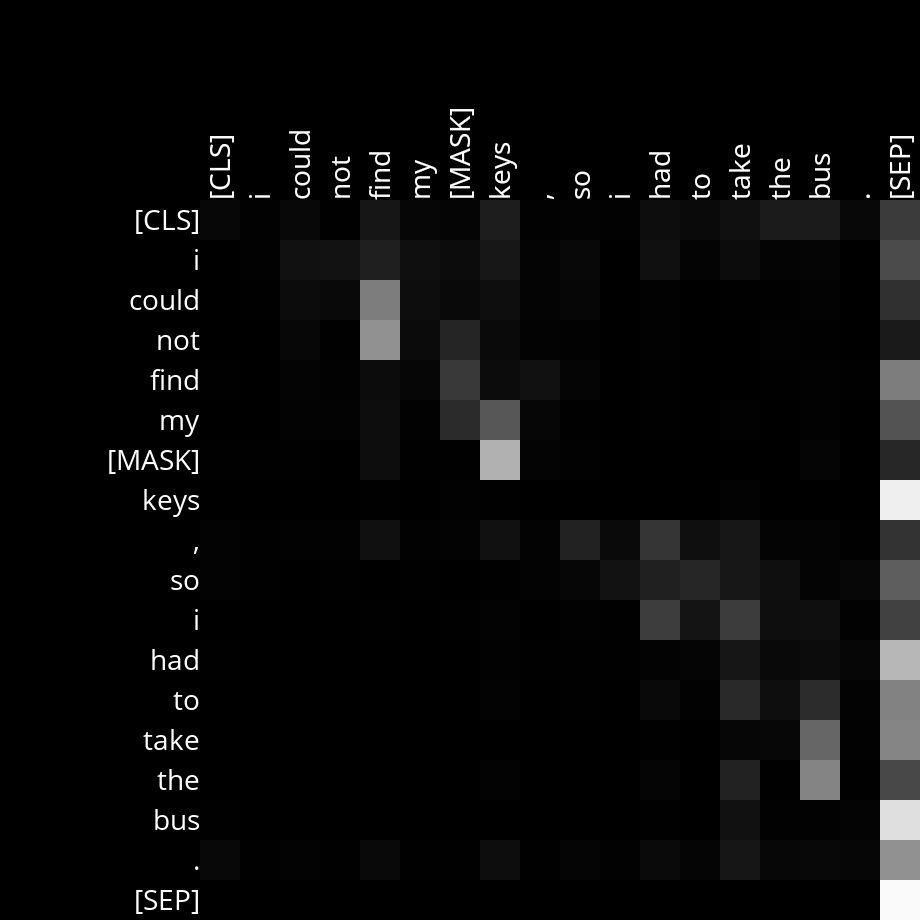 [CLS] i could not find my [MASK] keys , so i had to take the bus . [SEP]
[CLS]
i
could
not
find
my
[MASK]
keys
,
so
i
had
to
take
the
bus
.
[SEP]